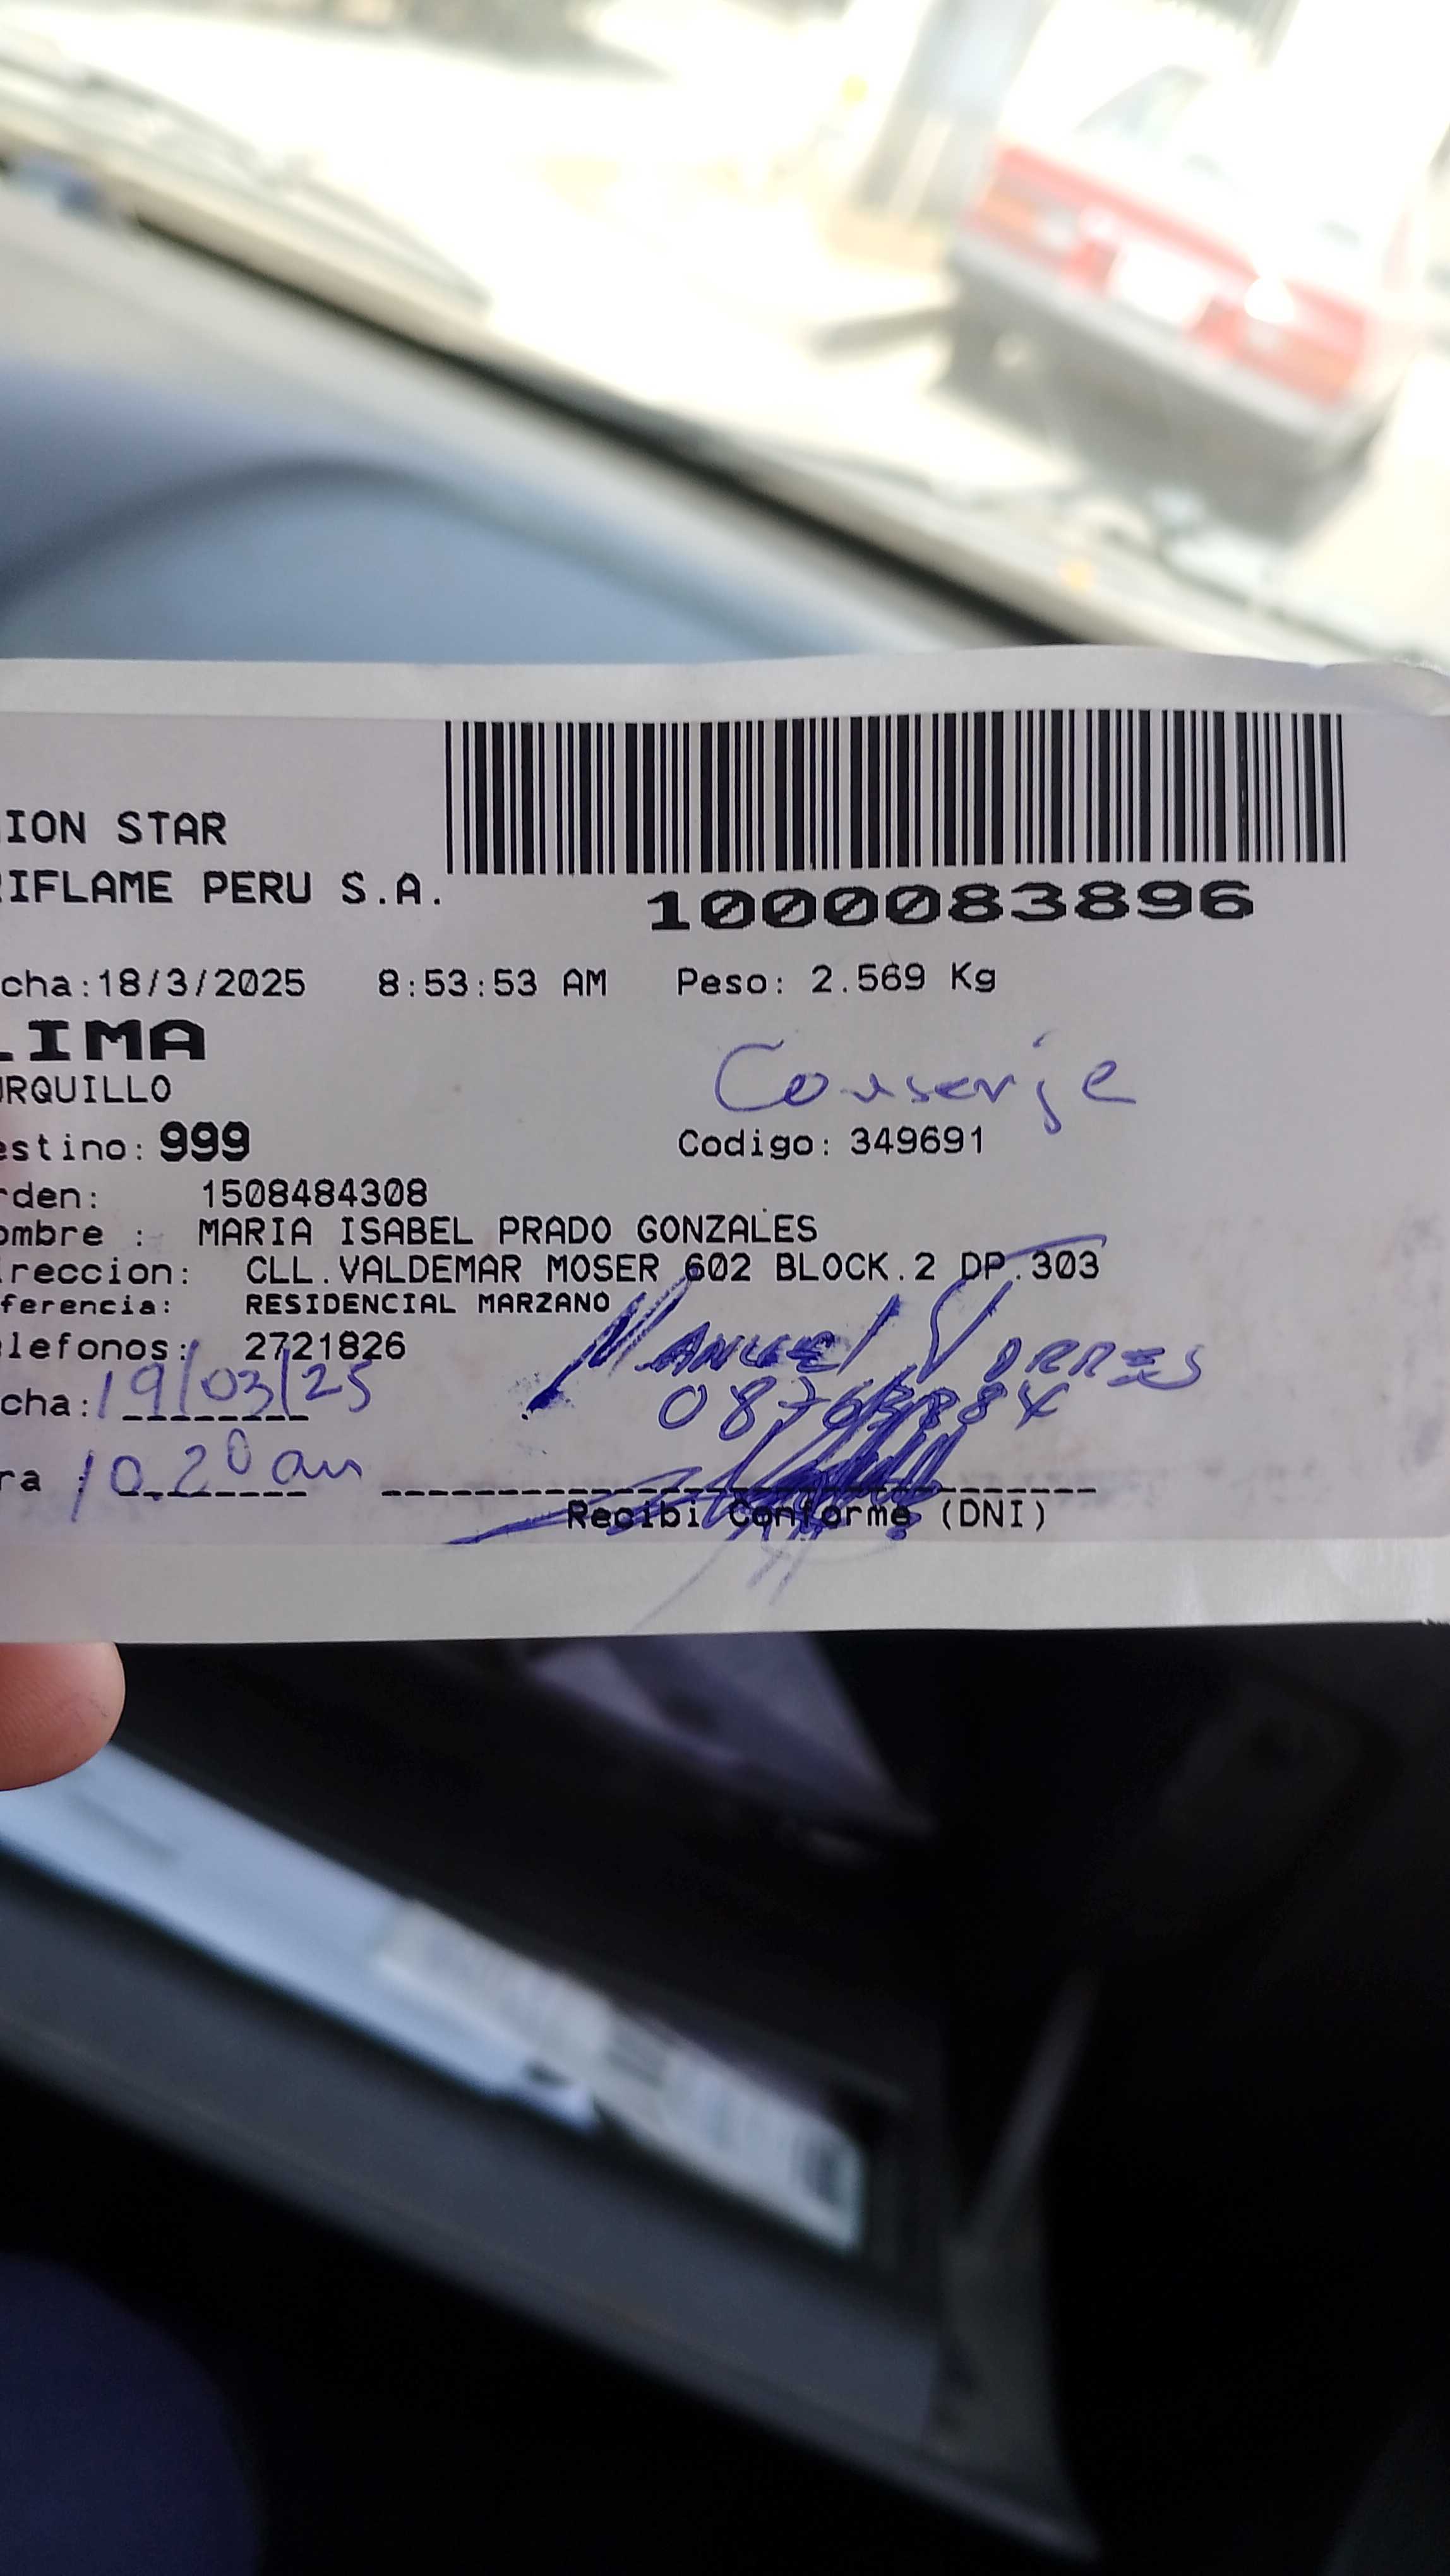 ION STAR
RIFLAME PERU S.A.
1000083896
cha:18/3/2025 8:53:53 AM Peso: 2.569 Kg
LIMA
Conserje
RQUILLO
estino: 999 Codigo: 349691
rden: 1508484308
ombre : MARIA ISABEL PRADO GONZALES
ireccion: CLL.VALDEMAR MOSER 602 BLOCK.2 DP.303
ferencia: RESIDENCIAL MARZANO
elefonos: 2721826
MANUEL TORRES
cha: 19/03/25
ra : 10.20 am
Recibi Conforme (DNI)